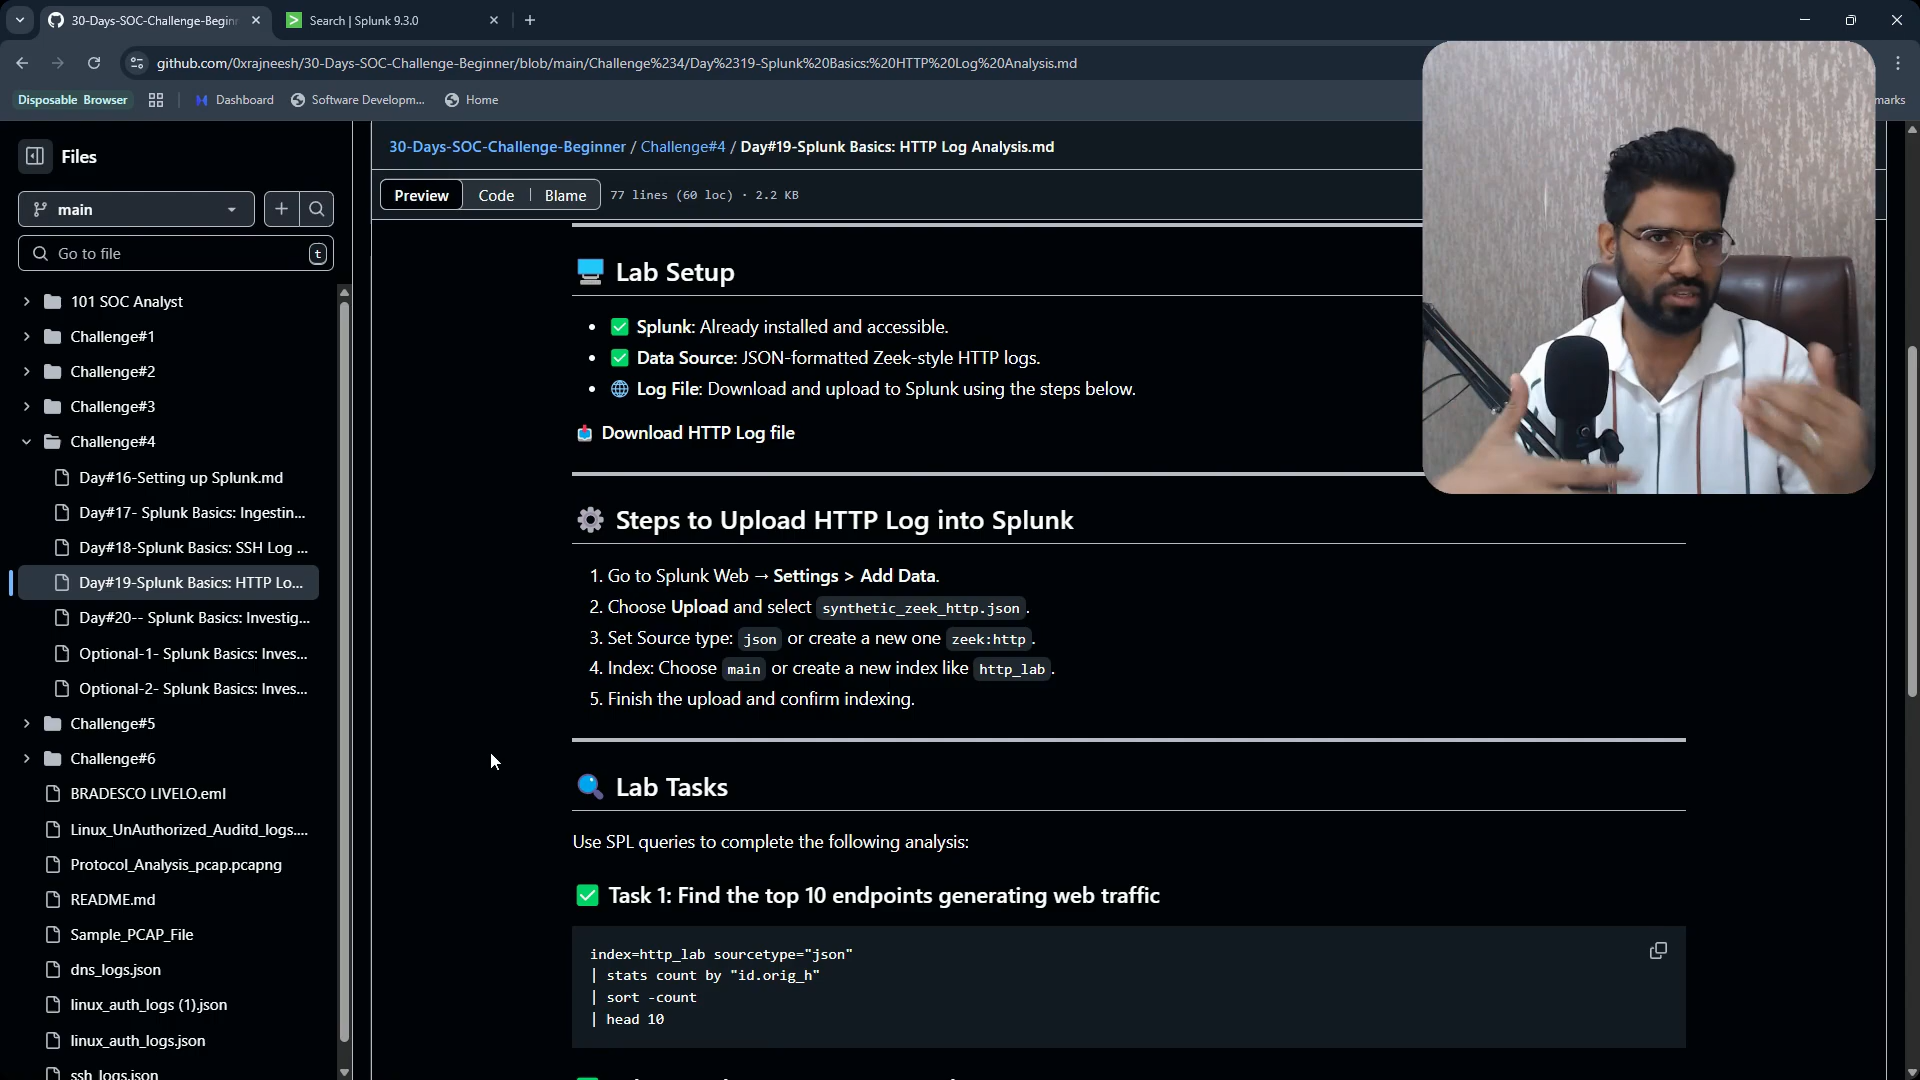 30-Days-SOC-Challenge-Begin
Search | Splunk 9.3.0
github.com/0xrajneesh/30-Days-SOC-Challenge-Beginner/blob/main/Challenge%234/Day%2319-Splunk%20Basics:%20HTTP%20Log%20Analysis.md
Disposable Browser
Dashboard
Software Developm...
Home
marks
Files
main
Go to file
t
101 SOC Analyst
Challenge#1
Challenge#2
Challenge#3
Challenge#4
Day#16-Setting up Splunk.md
Day#17- Splunk Basics: Ingestin...
Day#18-Splunk Basics: SSH Log ...
Day#19-Splunk Basics: HTTP Lo...
Day#20-- Splunk Basics: Investig...
Optional-1- Splunk Basics: Inves...
Optional-2- Splunk Basics: Inves...
Challenge#5
Challenge#6
BRADESCO LIVELO.eml
Linux_UnAuthorized_Auditd_logs....
Protocol_Analysis_pcap.pcapng
README.md
Sample_PCAP_File
dns_logs.json
linux_auth_logs (1).json
linux_auth_logs.json
ssh_logs.json
30-Days-SOC-Challenge-Beginner / Challenge#4 / Day#19-Splunk Basics: HTTP Log Analysis.md
Preview Code Blame 77 lines (60 loc) · 2.2 KB
Lab Setup
• ✅ Splunk: Already installed and accessible.
• ✅ Data Source: JSON-formatted Zeek-style HTTP logs.
• 🌐 Log File: Download and upload to Splunk using the steps below.
📥 Download HTTP Log file
⚙️ Steps to Upload HTTP Log into Splunk
1. Go to Splunk Web → Settings > Add Data.
2. Choose Upload and select synthetic_zeek_http.json .
3. Set Source type: json or create a new one zeek:http .
4. Index: Choose main or create a new index like http_lab .
5. Finish the upload and confirm indexing.
🔍 Lab Tasks
Use SPL queries to complete the following analysis:
✅ Task 1: Find the top 10 endpoints generating web traffic
index=http_lab sourcetype="json"
| stats count by "id.orig_h"
| sort -count
| head 10